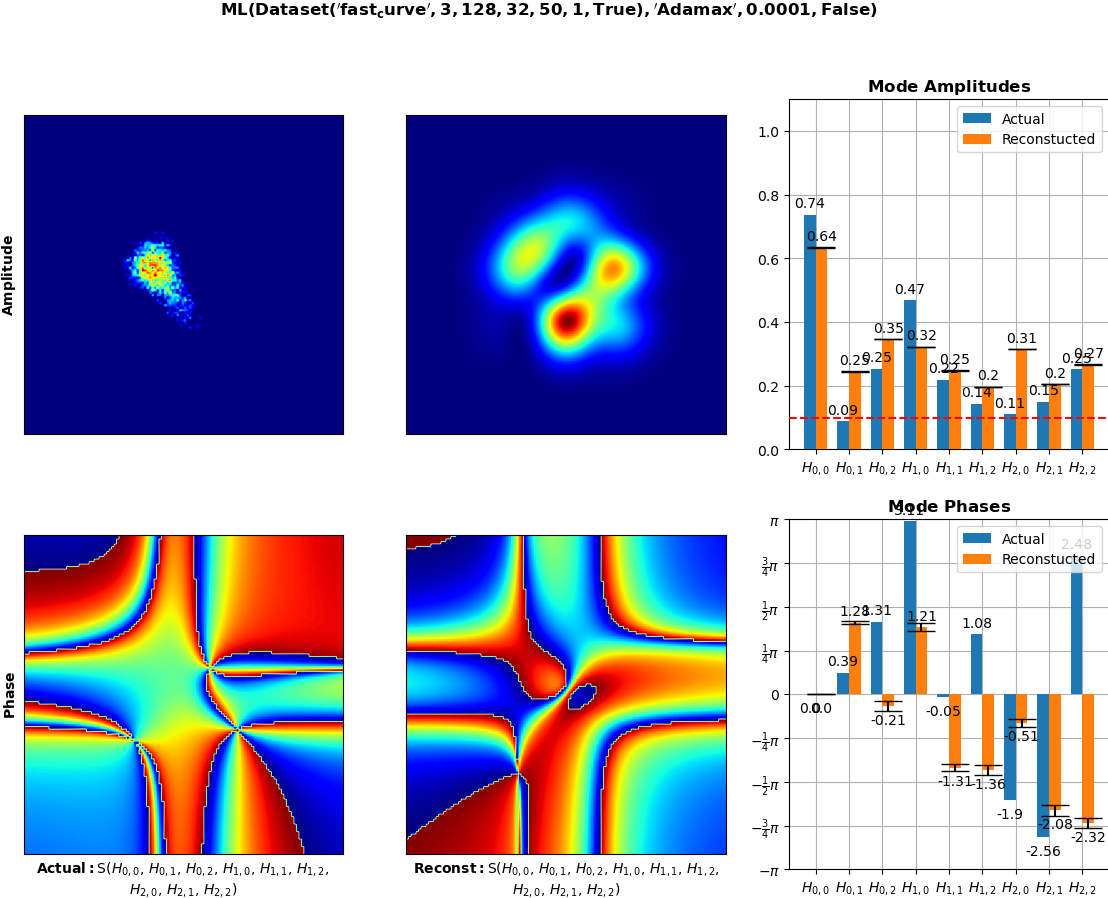 ML(Dataset('fast_curve', 3, 128, 32, 50, 1, True), 'Adamax', 0.0001, False)
Amplitude
Mode Amplitudes
Actual
Reconstucted
1.0
0.8
0.6
0.4
0.2
0.0
0.74
0.64
0.09
0.25
0.25
0.35
0.47
0.32
0.22
0.25
0.14
0.2
0.11
0.31
0.15
0.2
0.25
0.27
H0,0 H0,1 H0,2 H1,0 H1,1 H1,2 H2,0 H2,1 H2,2
Phase
Mode Phases
Actual
Reconstucted
π
3/4π
1/2π
1/4π
0
−1/4π
−1/2π
−3/4π
−π
0.0
0.0
0.39
1.28
1.31
-0.21
3.11
1.21
-0.05
-1.31
1.08
-1.36
-1.9
-0.51
-2.56
-2.08
2.48
-2.32
H0,0 H0,1 H0,2 H1,0 H1,1 H1,2 H2,0 H2,1 H2,2
Actual: S(H0,0, H0,1, H0,2, H1,0, H1,1, H1,2,
H2,0, H2,1, H2,2)
Reconst: S(H0,0, H0,1, H0,2, H1,0, H1,1, H1,2,
H2,0, H2,1, H2,2)